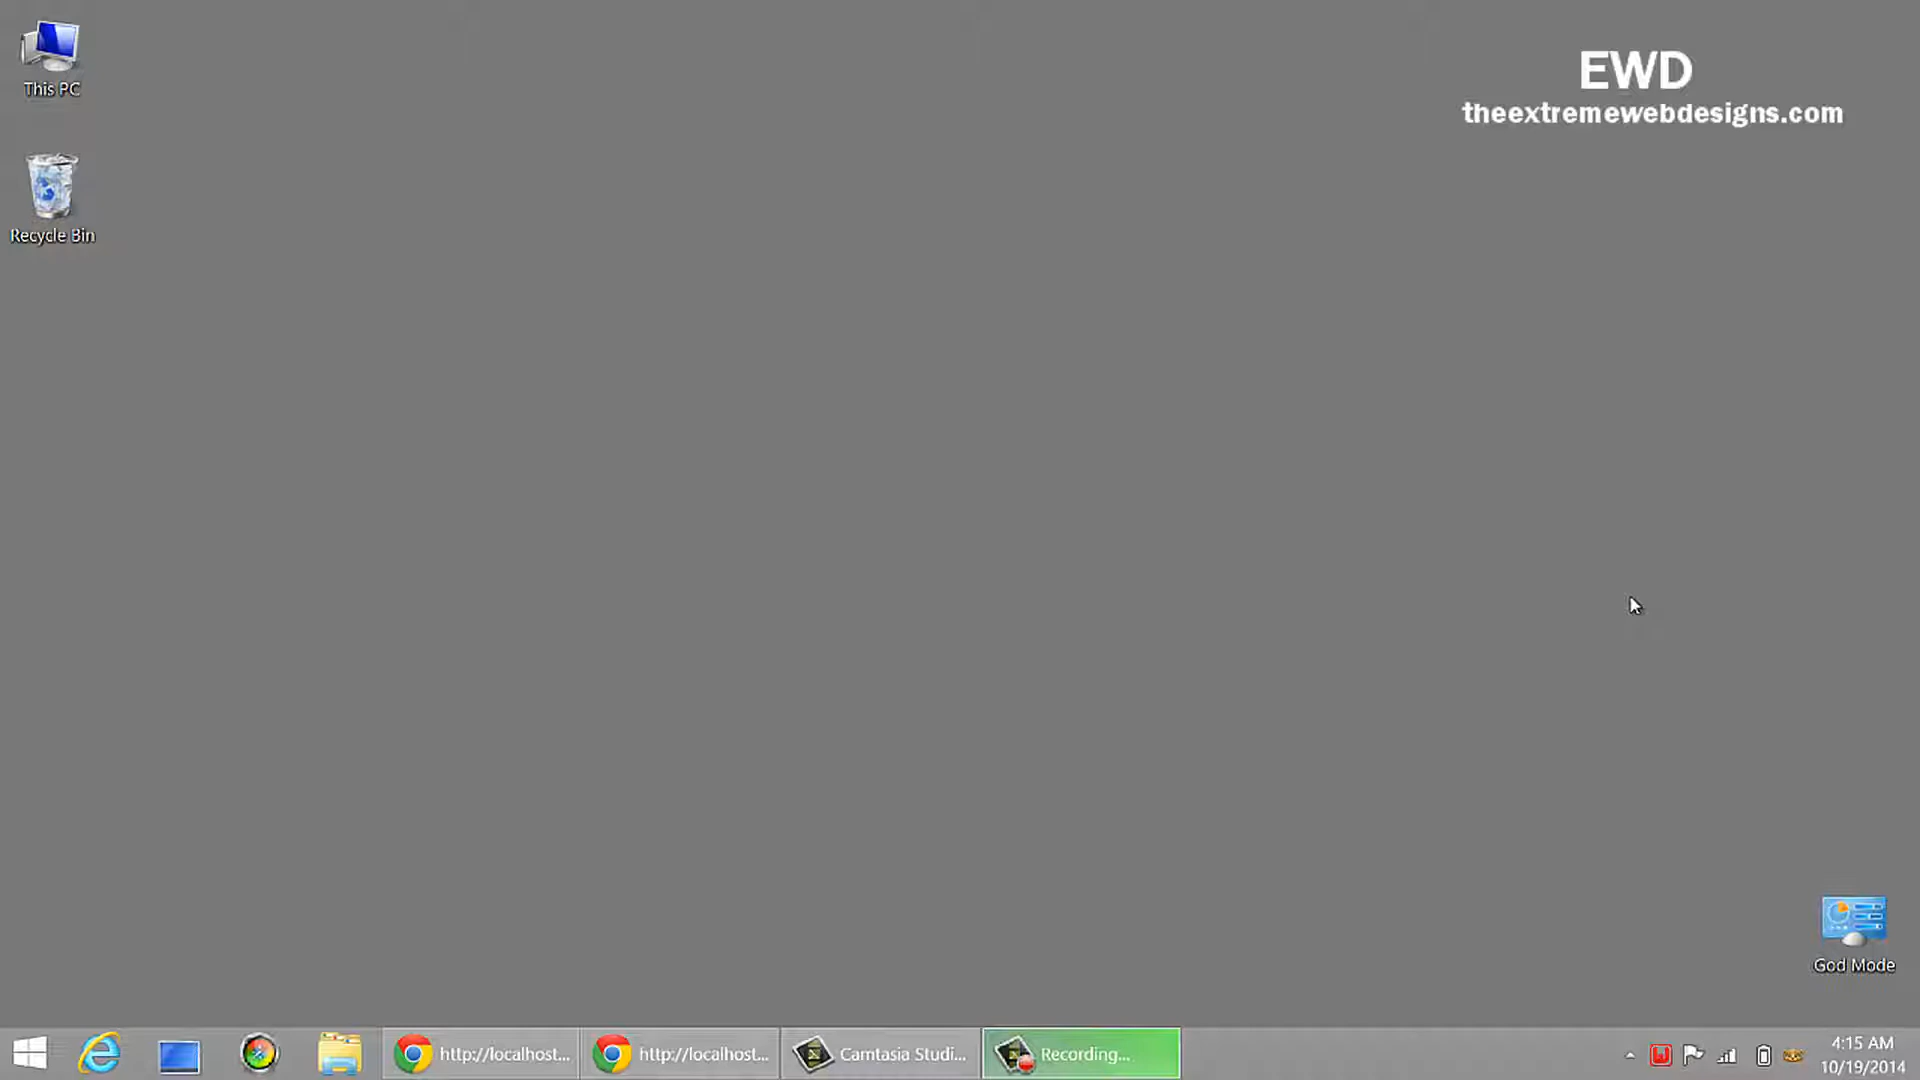 This PC
EWD
theextremewebdesigns.com
Recycle Bin
God Mode
http://localhost...
http://localhost...
Camtasia Studi...
Recording...
4:15 AM
10/19/2014